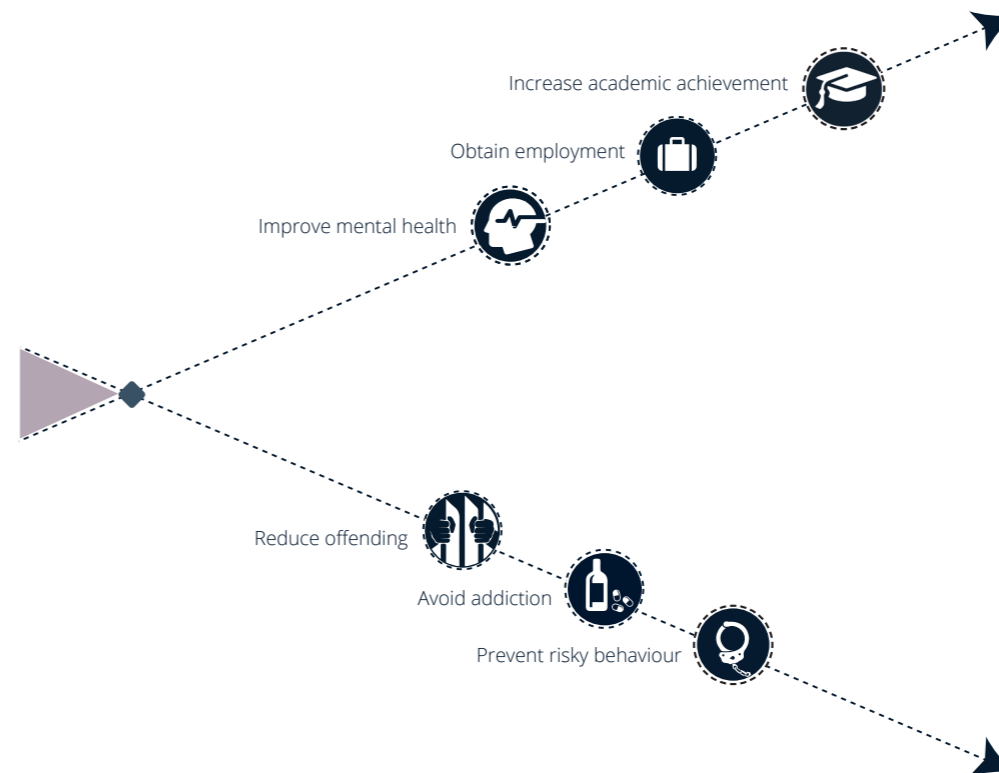 Increase academic achievement
Obtain employment
Improve mental health
Reduce offending
Avoid addiction
Prevent risky behaviour